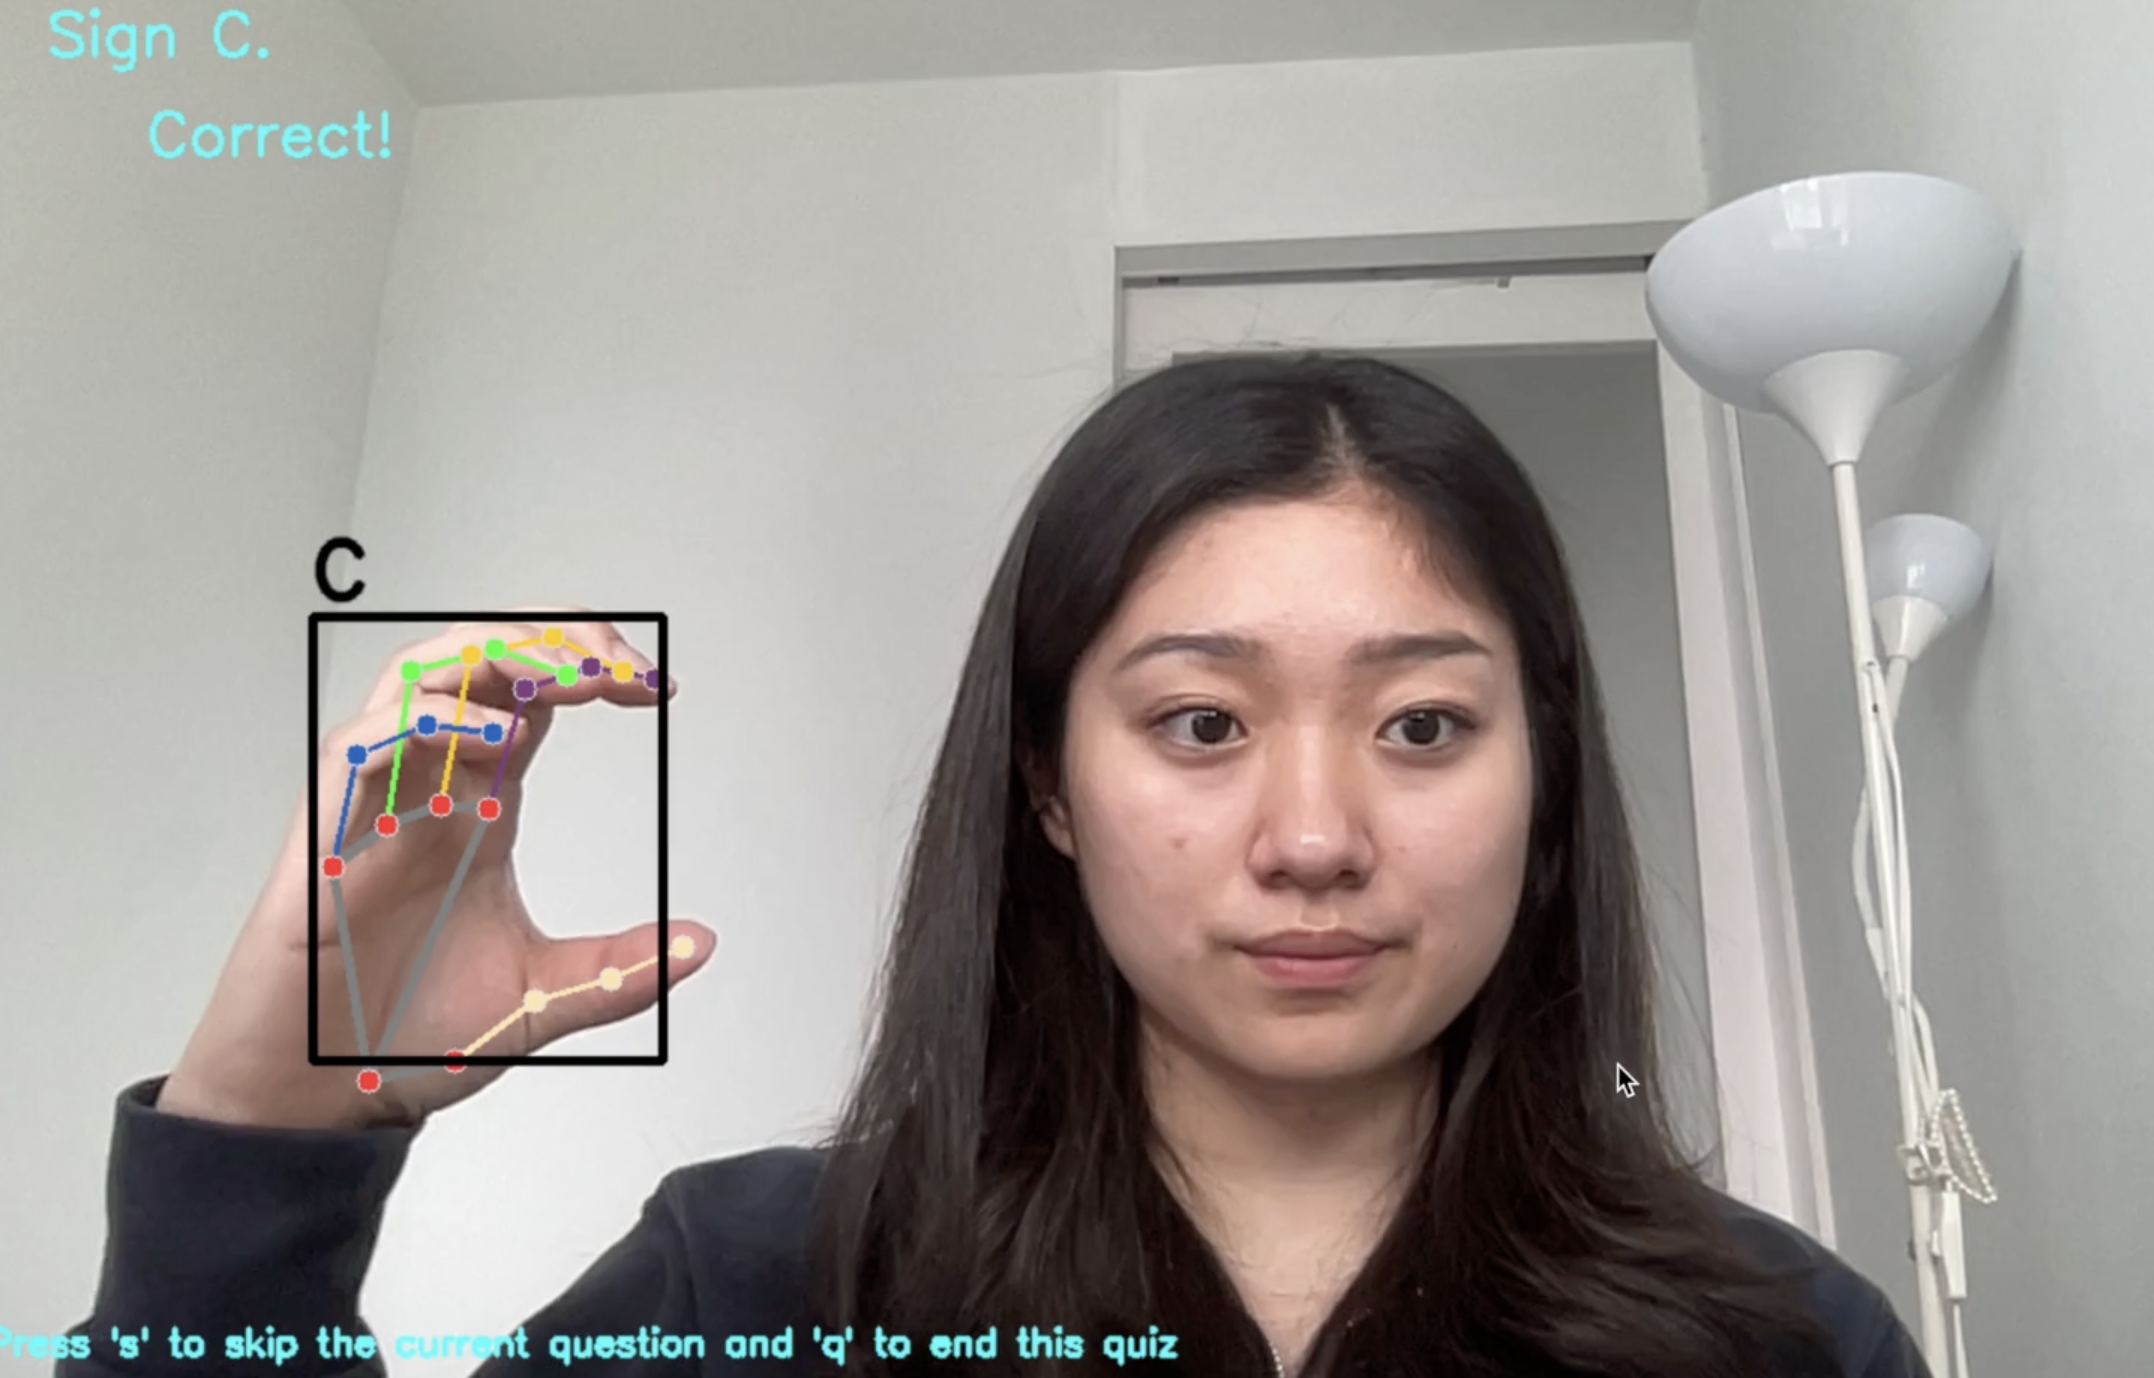 Sign C.
Correct!
C
Press 's' to skip the current question and 'q' to end this quiz